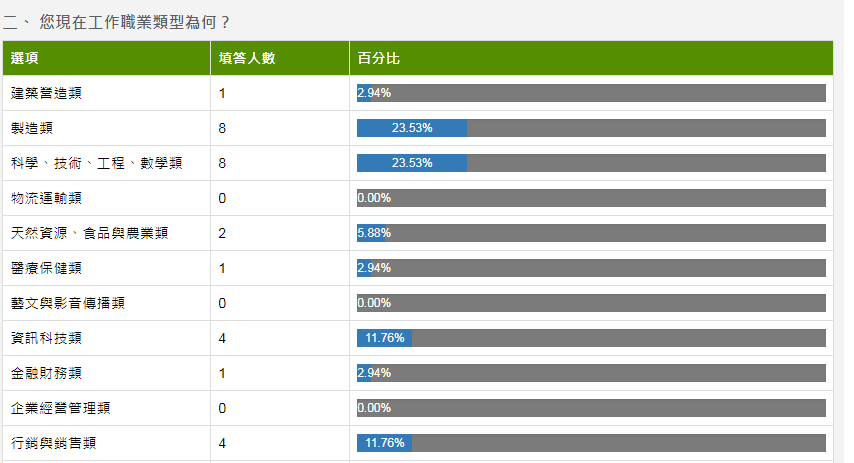 二、 您現在工作職業類型為何？
選項 填答人數 百分比
建築營造類 1 2.94%
製造類 8 23.53%
科學、技術、工程、數學類 8 23.53%
物流運輸類 0 0.00%
天然資源、食品與農業類 2 5.88%
醫療保健類 1 2.94%
藝文與影音傳播類 0 0.00%
資訊科技類 4 11.76%
金融財務類 1 2.94%
企業經營管理類 0 0.00%
行銷與銷售類 4 11.76%